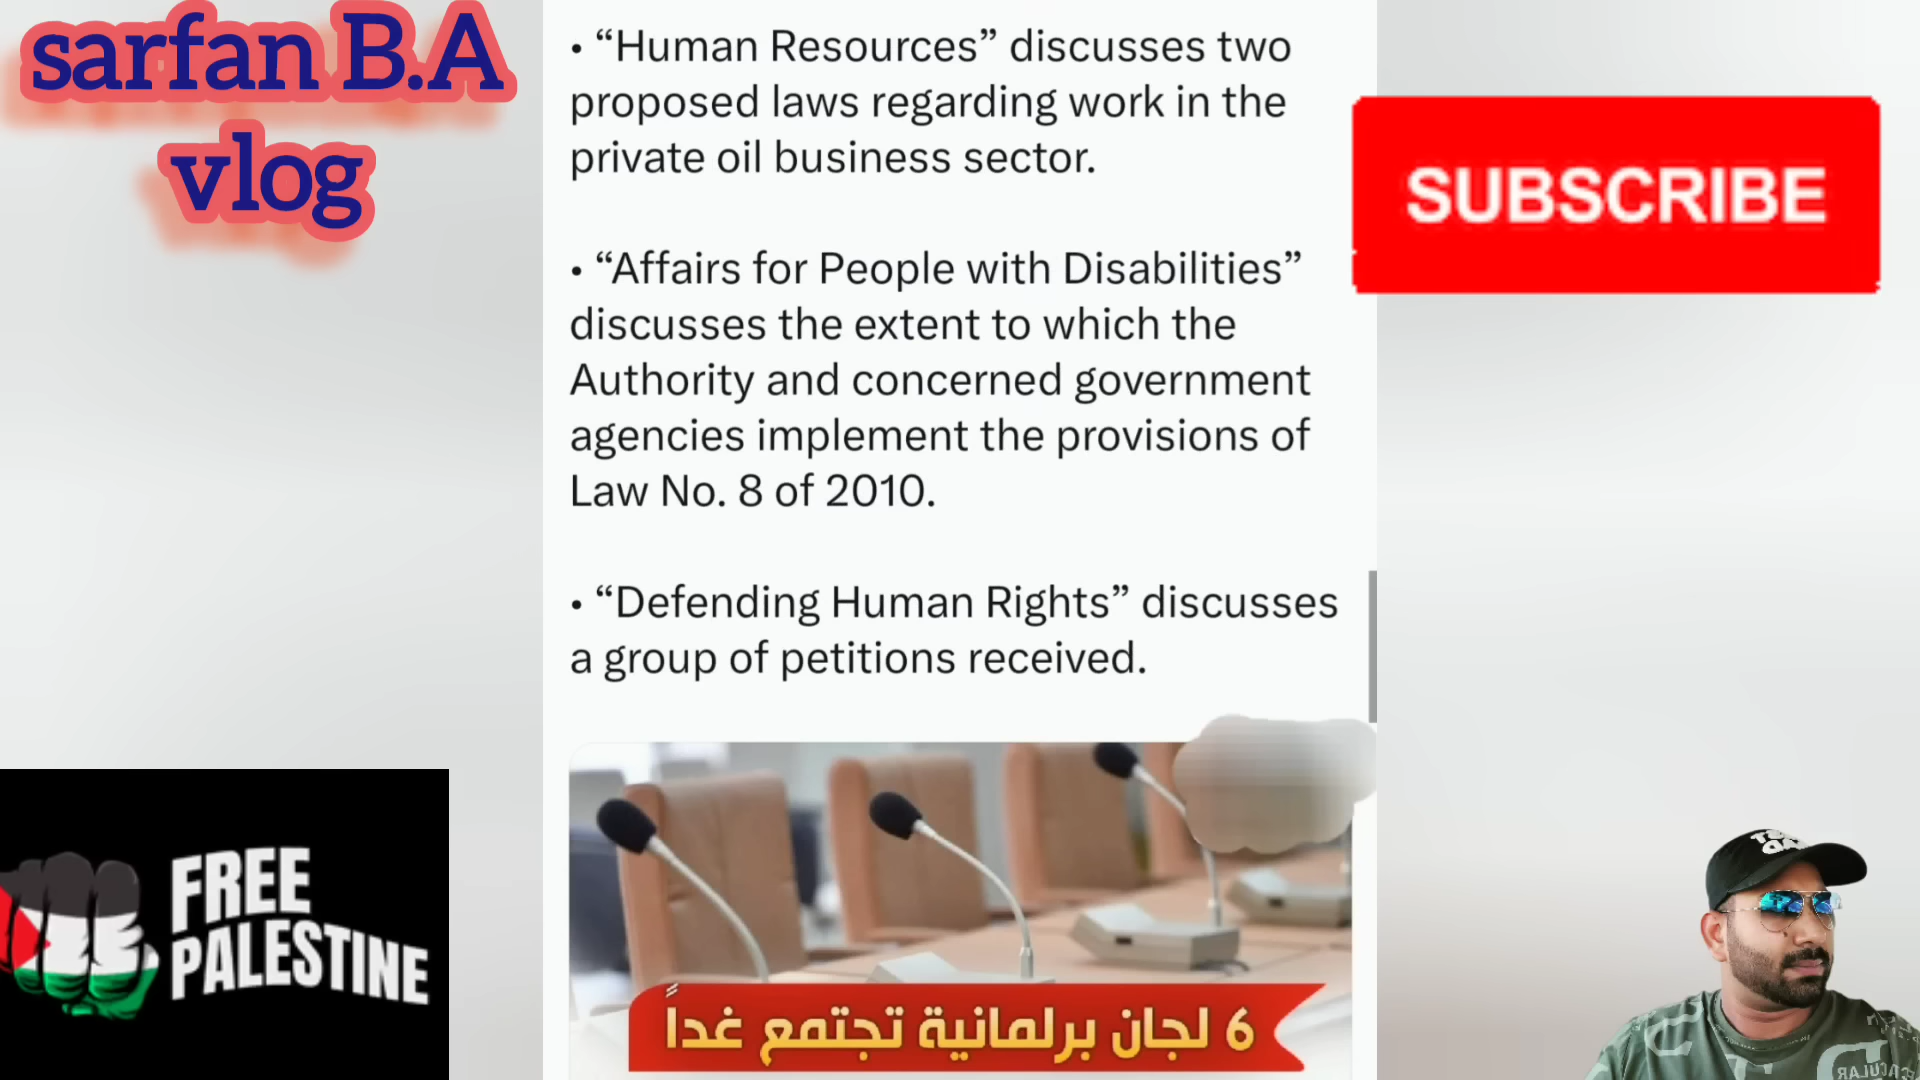 sarfan B.A
vlog
• “Human Resources” discusses two
proposed laws regarding work in the
private oil business sector.
• “Affairs for People with Disabilities”
discusses the extent to which the
Authority and concerned government
agencies implement the provisions of
Law No. 8 of 2010.
• “Defending Human Rights” discusses
a group of petitions received.
SUBSCRIBE
FREE
PALESTINE
6 لجان برلمانية تجتمع غداً